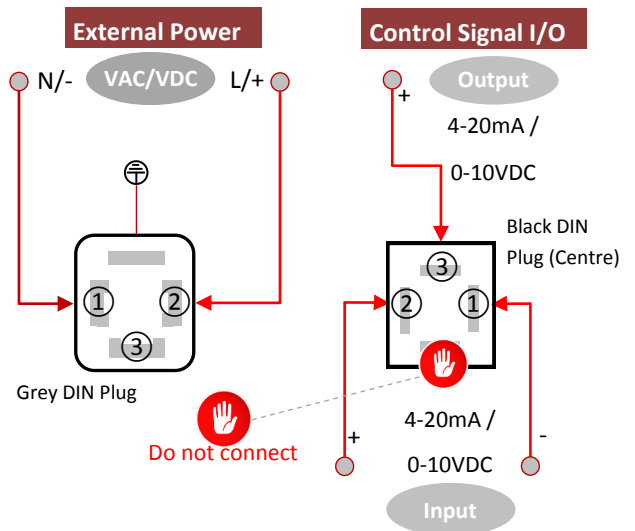 External Power
N/-
VAC/VDC
L/+
1
2
3
Grey DIN Plug
Do not connect
Control Signal I/O
Output
+
4-20mA /
0-10VDC
Black DIN
Plug (Centre)
3
2
1
+
4-20mA /
-
0-10VDC
Input